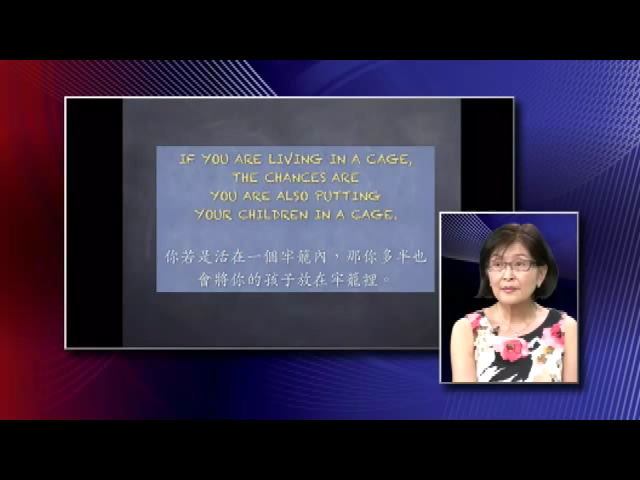 IF YOU ARE LIVING IN A CAGE,
THE CHANCES ARE
YOU ARE ALSO PUTTING
YOUR CHILDREN IN A CAGE.
你若是活在一個牢籠內，那你多半也
會將你的孩子放在牢籠裡。